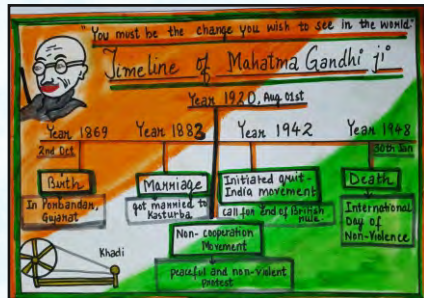 "You must be the change you wish to see in the world"
Timeline of Mahatma Gandhi ji
Year 1920, Aug 01st
Year 1869
Year 1883
Year 1942
Year 1948
2nd Oct
30th Jan
Birth
Marriage
Initiated quit-
India movement
Death
In Porbandar,
Gujarat
got married to
Kasturba
call for end of British
Rule
International
Day of
Non-Violence
Non-cooperation
Movement
Khadi
peaceful and non-violent
Protest